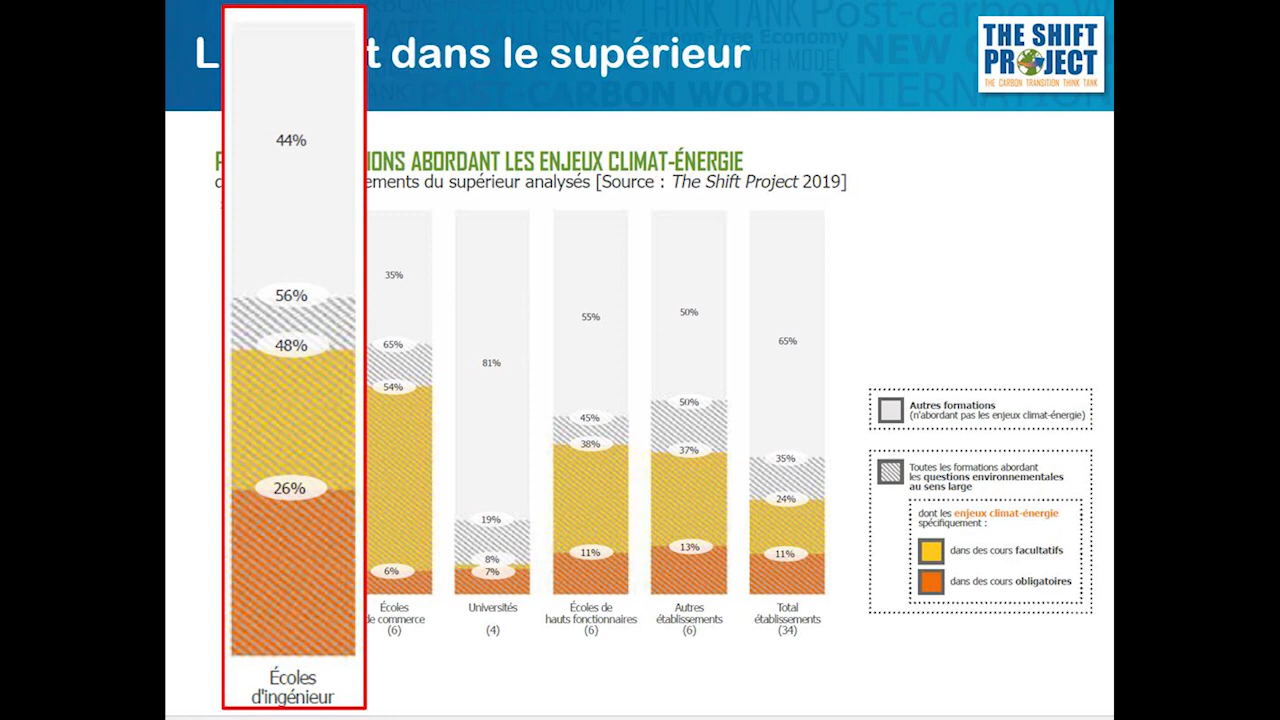 L t dans le supérieur
THE SHIFT
PROJECT
THE CARBON TRANSITION THINK TANK
THINK TANK
Post-carbon
NEW
CARBON WORLD
IONS ABORDANT LES ENJEUX CLIMAT-ÉNERGIE
ements du supérieur analysés [Source : The Shift Project 2019]
44%
56%
48%
26%
Écoles
d'ingénieur
35%
65%
54%
6%
Écoles
de commerce
(6)
81%
19%
8%
7%
Universités
(4)
55%
45%
38%
11%
Écoles de
hauts fonctionnaires
(6)
50%
50%
37%
13%
Autres
établissements
(6)
65%
35%
24%
11%
Total
établissements
(34)
Autres formations
(n'abordant pas les enjeux climat-énergie)
Toutes les formations abordant
les questions environnementales
au sens large
dont les enjeux climat-énergie
spécifiquement :
dans des cours facultatifs
dans des cours obligatoires